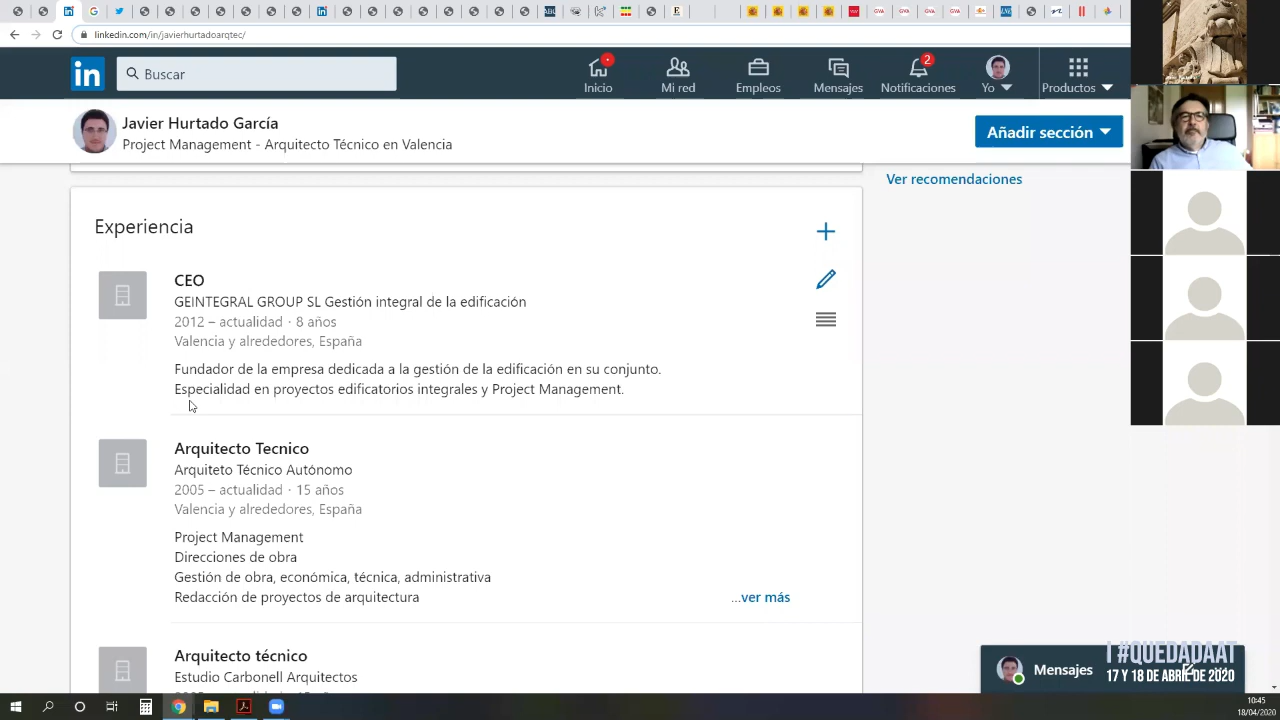 linkedin.com/in/javierhurtadoarqtec/
in
Buscar
Inicio
Mi red
Empleos
Mensajes
2
Notificaciones
Yo
Productos
Javier Hurtado García
Project Management - Arquitecto Técnico en Valencia
Añadir sección
Ver recomendaciones
Experiencia
CEO
GEINTEGRAL GROUP SL Gestión integral de la edificación
2012 – actualidad · 8 años
Valencia y alrededores, España
Fundador de la empresa dedicada a la gestión de la edificación en su conjunto.
Especialidad en proyectos edificatorios integrales y Project Management.
Arquitecto Tecnico
Arquiteto Técnico Autónomo
2005 – actualidad · 15 años
Valencia y alrededores, España
Project Management
Direcciones de obra
Gestión de obra, económica, técnica, administrativa
Redacción de proyectos de arquitectura
...ver más
Arquitecto técnico
Estudio Carbonell Arquitectos
Mensajes
I #QUEDADAAT
17 Y 18 DE ABRIL DE 2020
10:45
18/04/2020